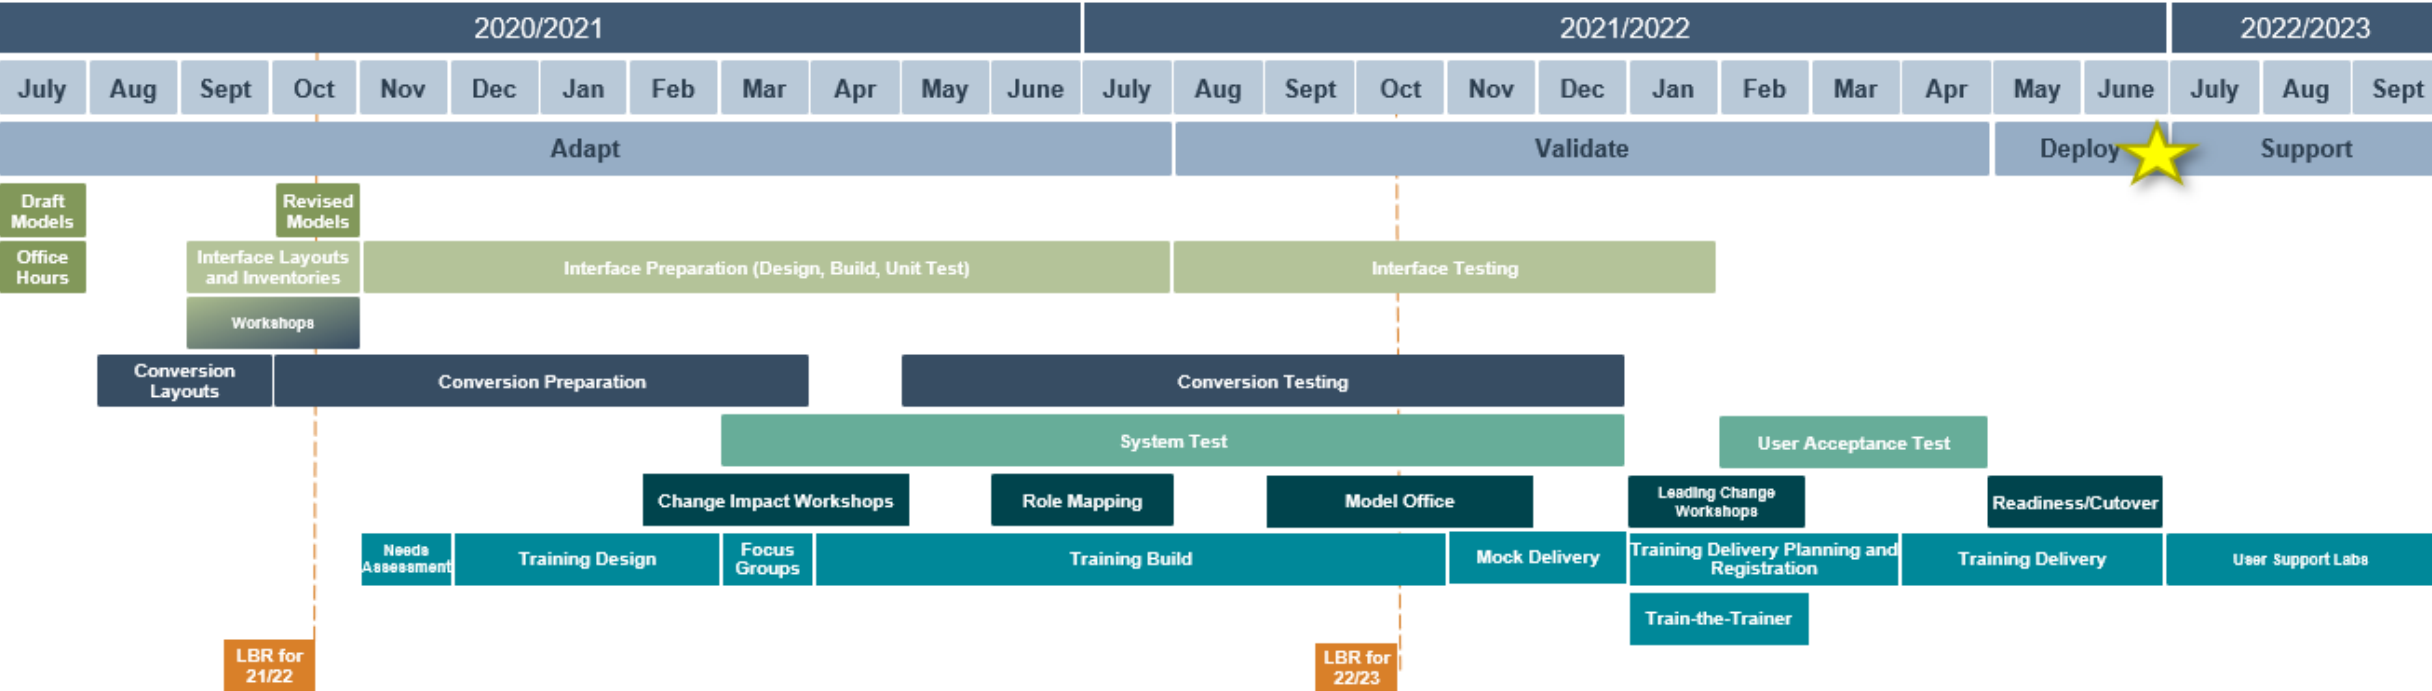 2020/2021
2021/2022
2022/2023
July
Aug
Sept
Oct
Nov
Dec
Jan
Feb
Mar
Apr
May
June
July
Aug
Sept
Oct
Nov
Dec
Jan
Feb
Mar
Apr
May
June
July
Aug
Sept
Adapt
Validate
Deploy
Support
Draft
Models
Revised
Models
Office
Hours
Interface Layouts
and Inventories
Interface Preparation (Design, Build, Unit Test)
Interface Testing
Workshops
Conversion
Layouts
Conversion Preparation
Conversion Testing
System Test
User Acceptance Test
Change Impact Workshops
Role Mapping
Model Office
Leading Change
Workshops
Readiness/Cutover
Needs
Assessment
Training Design
Focus
Groups
Training Build
Mock Delivery
Training Delivery Planning and
Registration
Training Delivery
User Support Labs
Train-the-Trainer
LBR for
21/22
LBR for
22/23